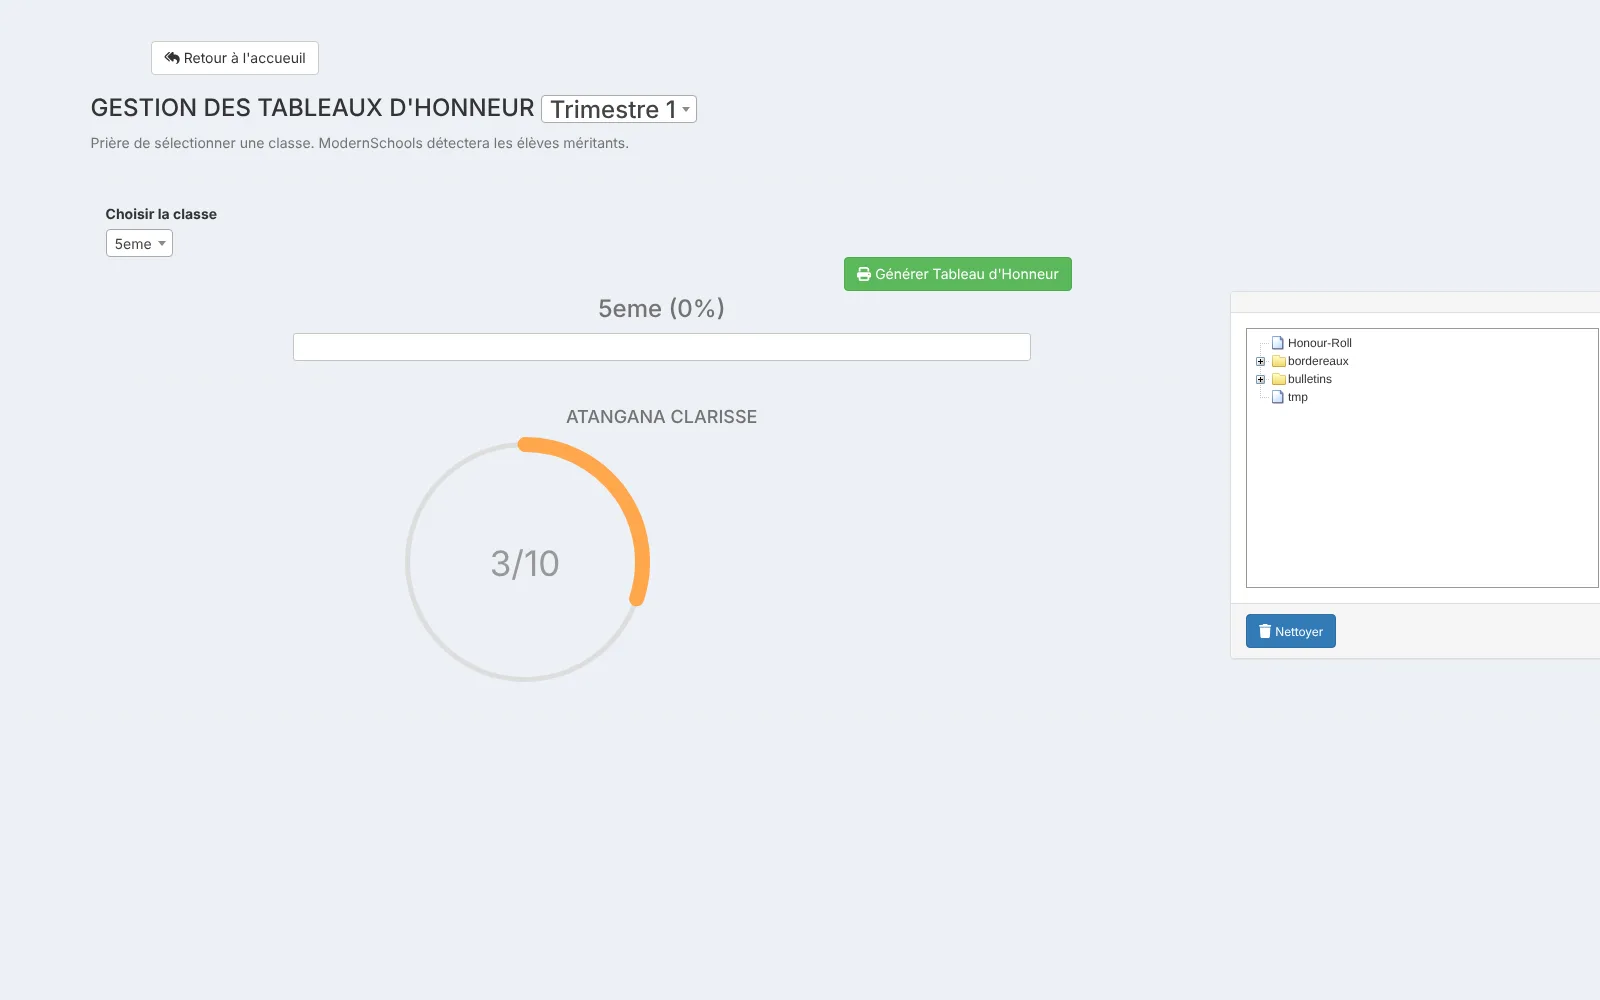 Retour à l'accueuil
GESTION DES TABLEAUX D'HONNEUR Trimestre 1
Prière de sélectionner une classe. ModernSchools détectera les élèves méritants.
Choisir la classe
5eme
Générer Tableau d'Honneur
5eme (0%)
ATANGANA CLARISSE
3/10
Honour-Roll
bordereaux
bulletins
tmp
Nettoyer